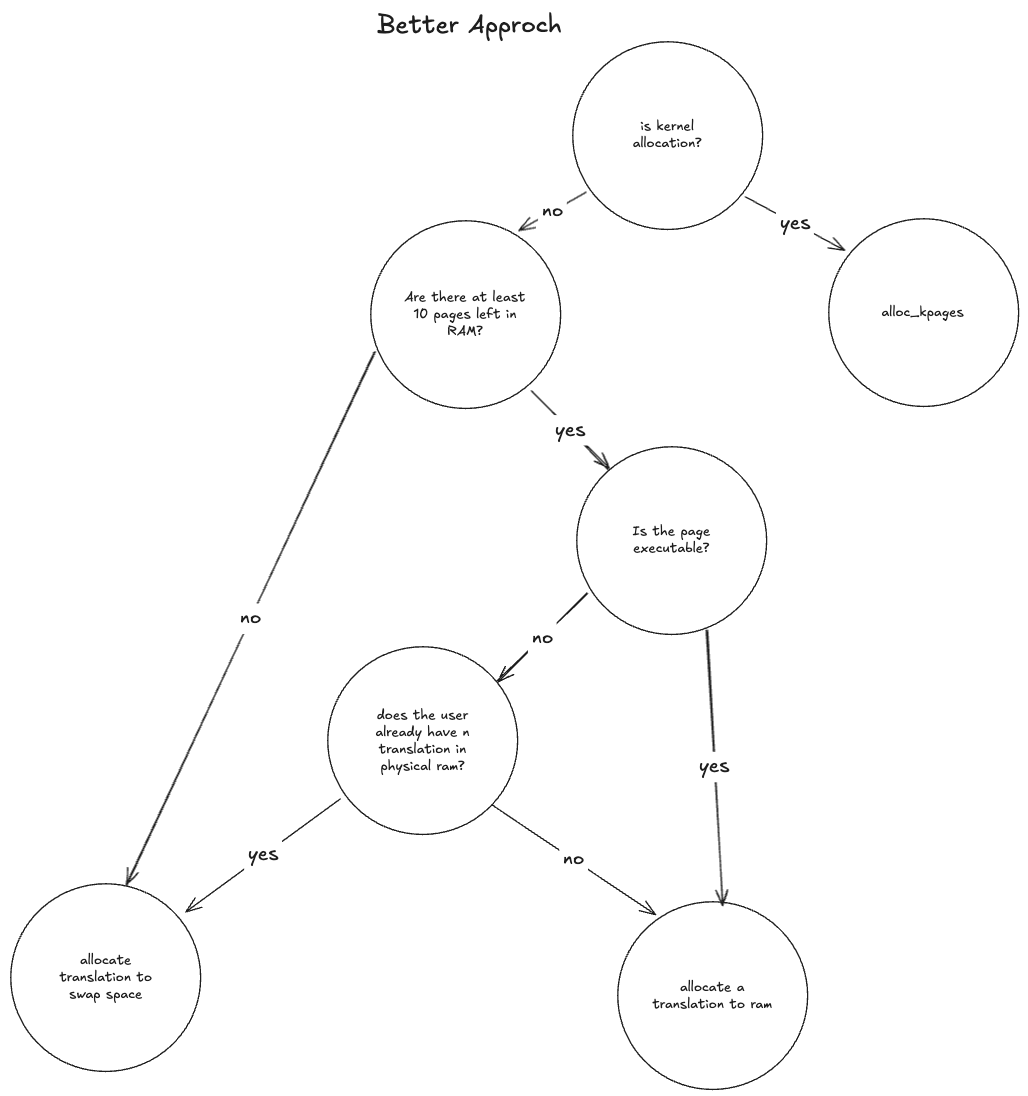 Better Approch
is kernel
allocation?
no
yes
Are there at least
10 pages left in
RAM?
alloc_kpages
yes
Is the page
executable?
no
no
does the user
already have n
translation in
physical ram?
yes
yes
no
allocate
translation to
swap space
allocate a
translation to ram